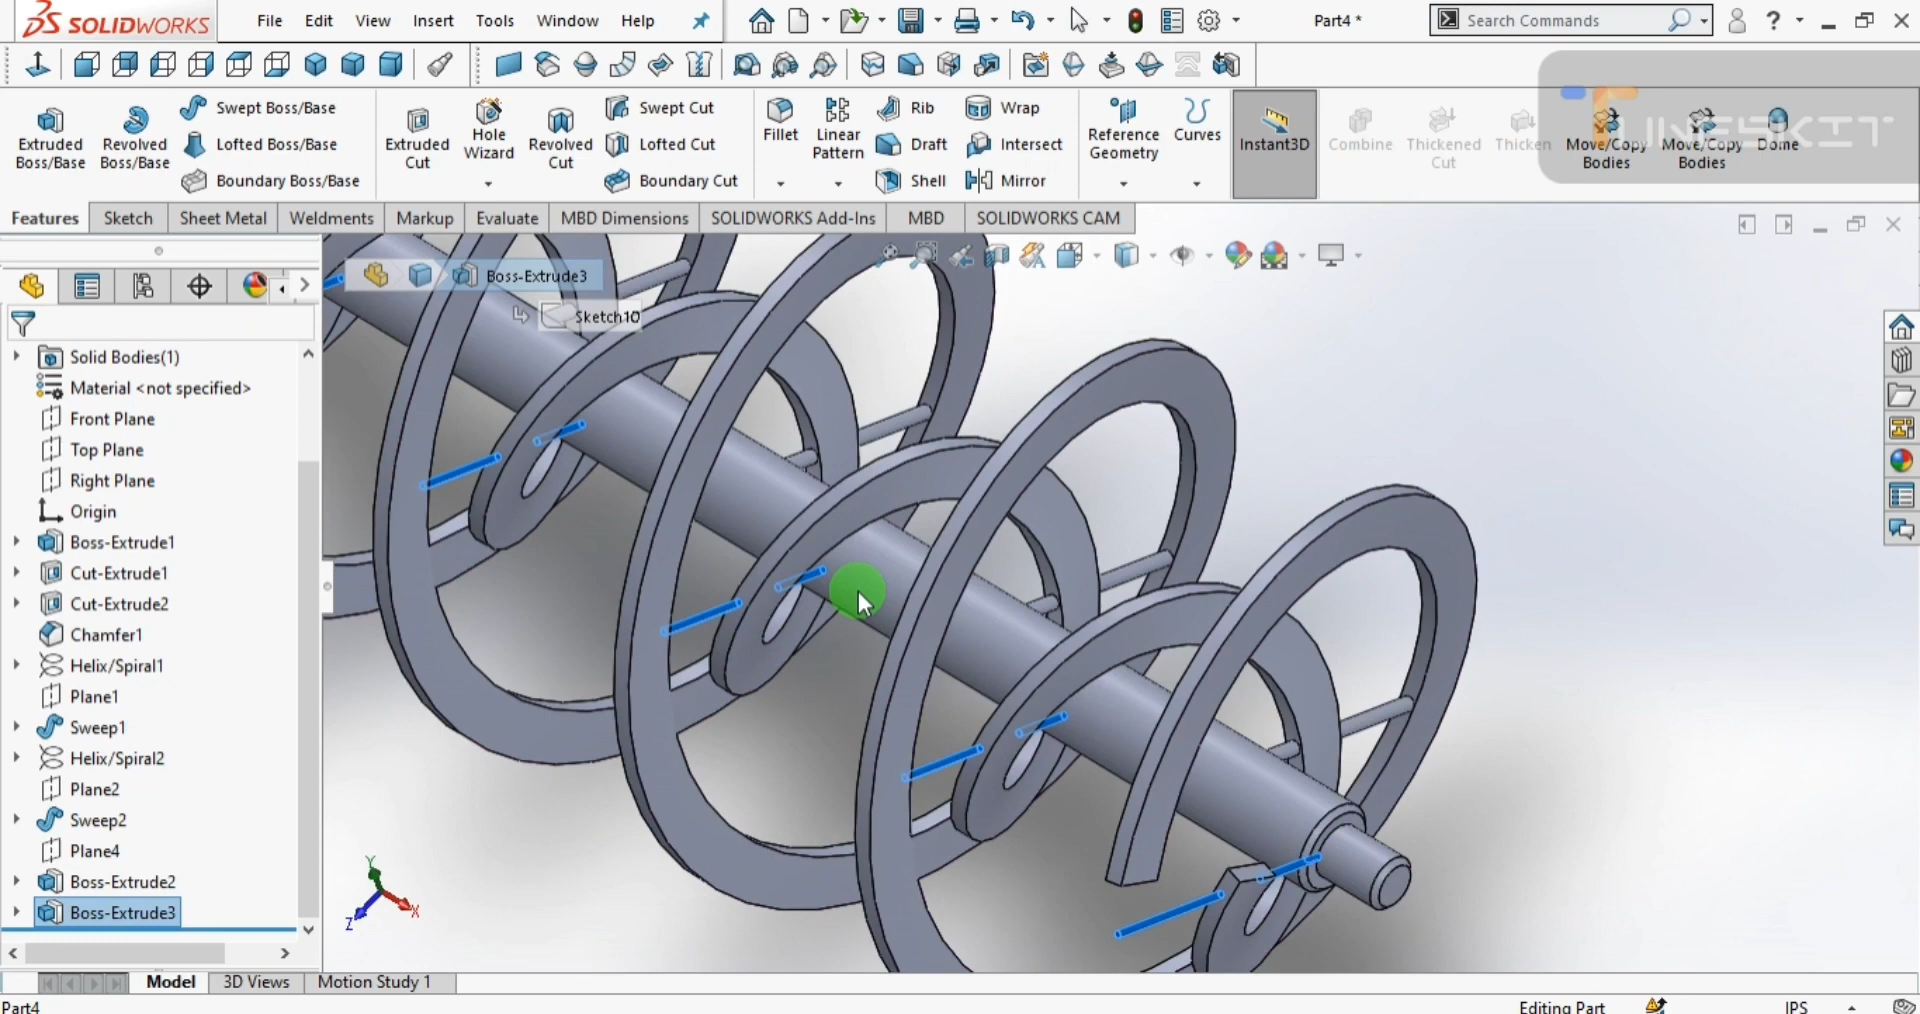 SOLIDWORKS
File Edit View Insert Tools Window Help
Part4 *
Search Commands
?
Extruded Boss/Base
Revolved Boss/Base
Swept Boss/Base
Lofted Boss/Base
Boundary Boss/Base
Extruded Cut
Hole Wizard
Revolved Cut
Swept Cut
Lofted Cut
Boundary Cut
Fillet
Linear Pattern
Rib
Draft
Shell
Wrap
Intersect
Mirror
Reference Geometry
Curves
Instant3D
Combine
Thickened Cut
Thicken
Move/Copy Bodies
Move/Copy Bodies
Dome
TUNESKIT
Features Sketch Sheet Metal Weldments Markup Evaluate MBD Dimensions SOLIDWORKS Add-Ins MBD SOLIDWORKS CAM
Boss-Extrude3
Sketch10
Solid Bodies(1)
Material <not specified>
Front Plane
Top Plane
Right Plane
Origin
Boss-Extrude1
Cut-Extrude1
Cut-Extrude2
Chamfer1
Helix/Spiral1
Plane1
Sweep1
Helix/Spiral2
Plane2
Sweep2
Plane4
Boss-Extrude2
Boss-Extrude3
Y
Z
X
Model 3D Views Motion Study 1
Part4
Editing Part
IPS